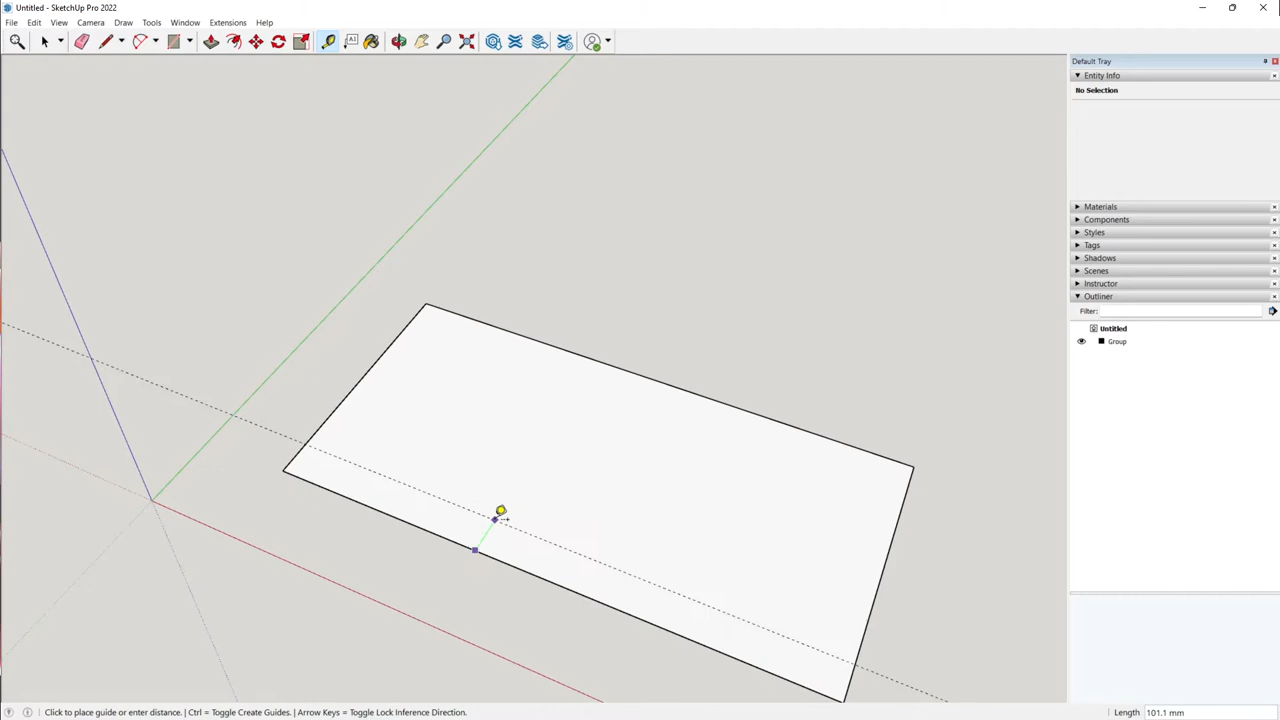 Untitled - SketchUp Pro 2022
File Edit View Camera Draw Tools Window Extensions Help
Default Tray
Entity Info
No Selection
Materials
Components
Styles
Tags
Shadows
Scenes
Instructor
Outliner
Filter:
Untitled
Group
Click to place guide or enter distance. | Ctrl = Toggle Create Guides. | Arrow Keys = Toggle Lock Inference Direction.
Length 101.1 mm